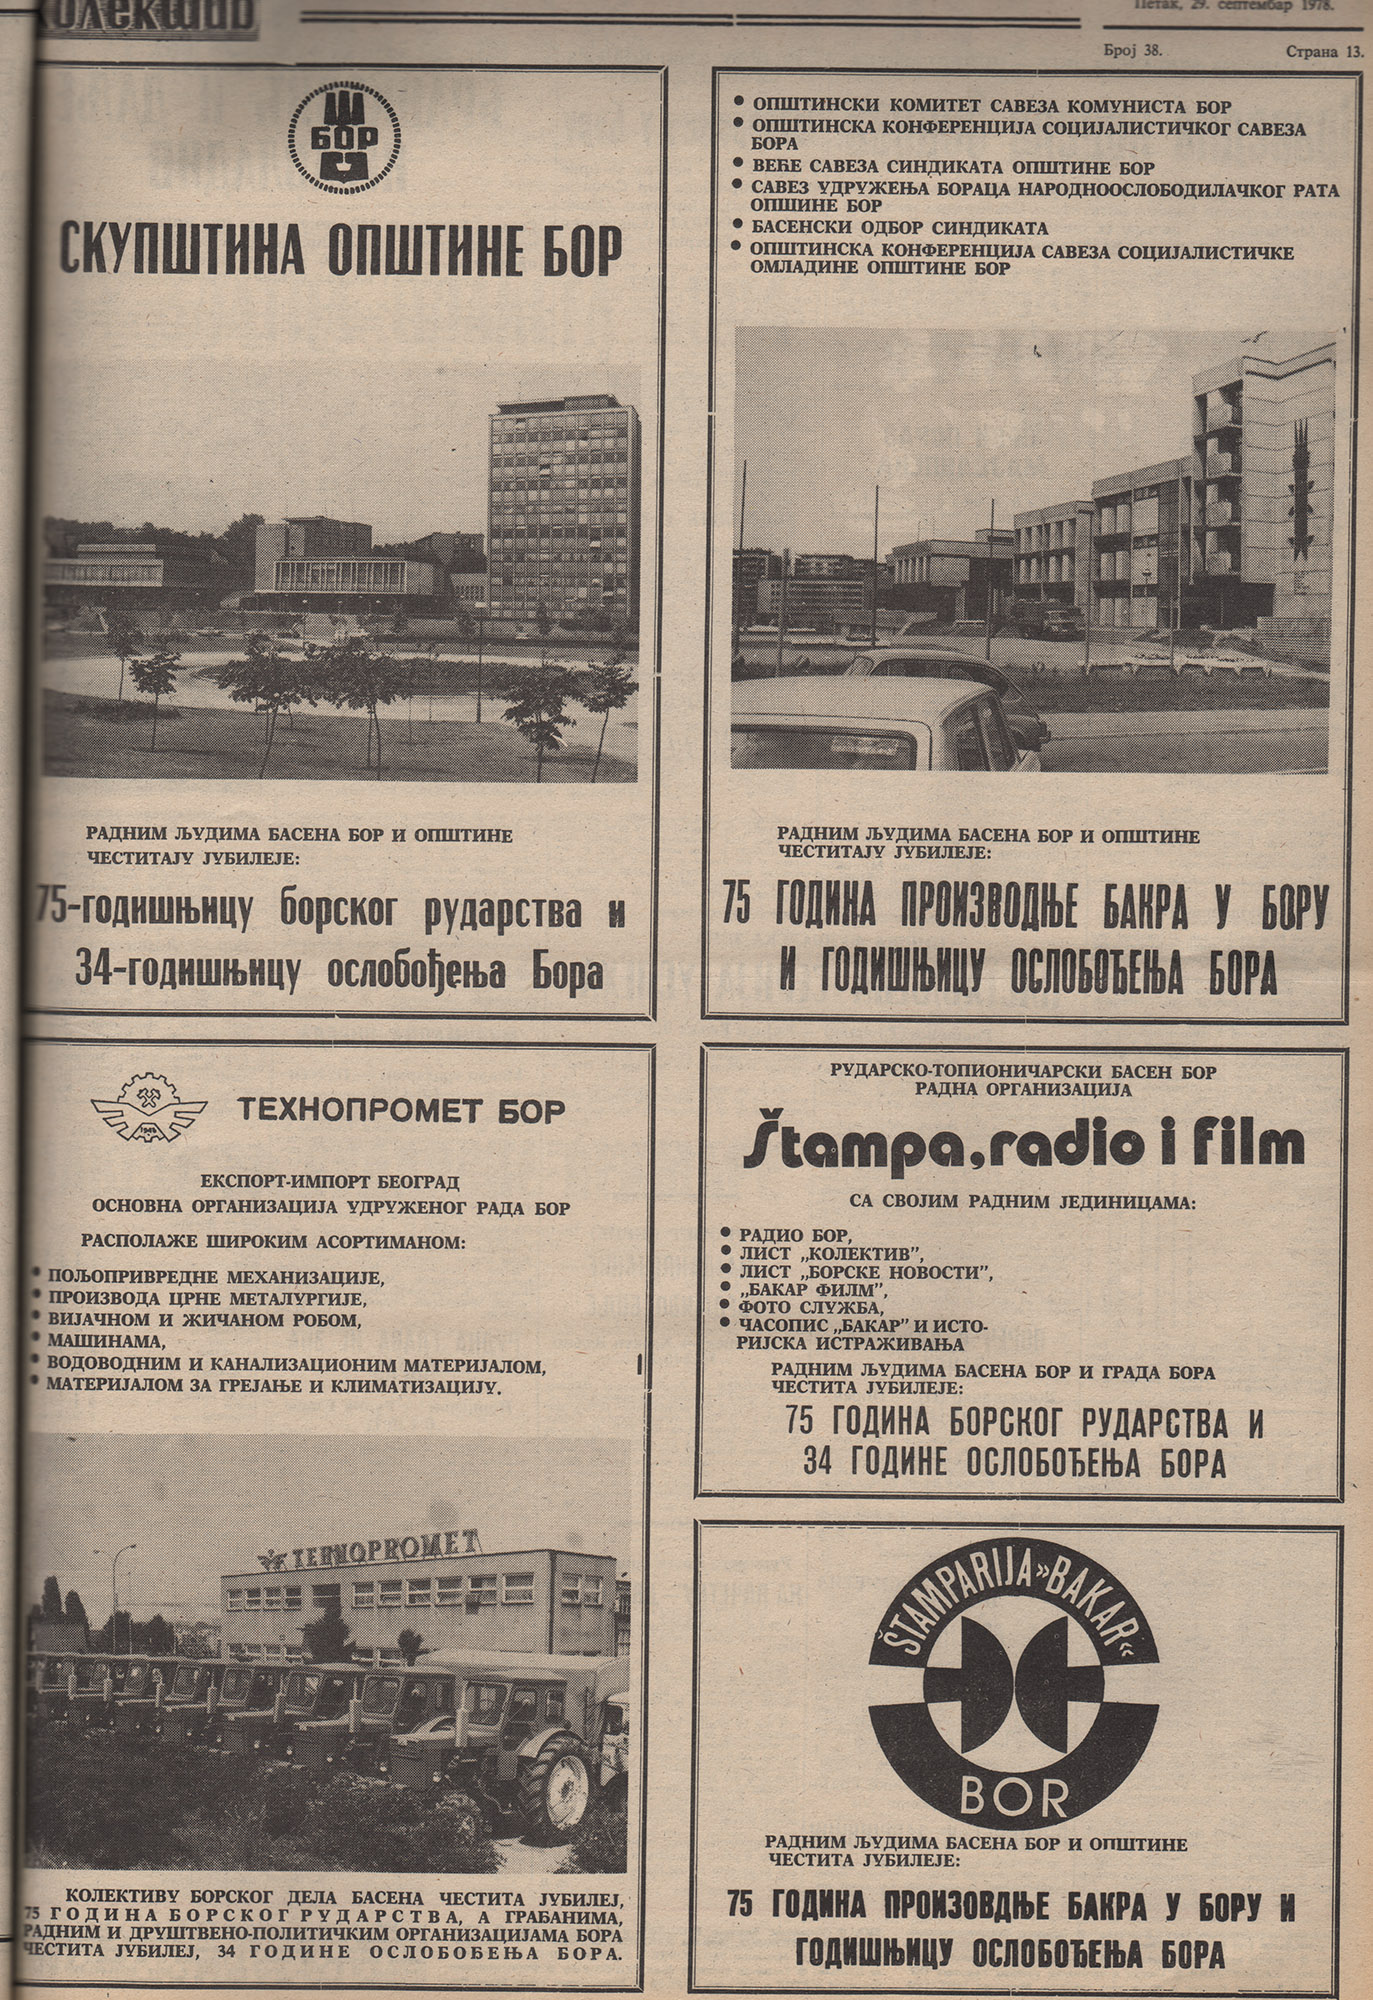 Колектив
Петак, 29. септембар 1978.
Број 38. Страна 13.
БОР
СКУПШТИНА ОПШТИНЕ БОР
РАДНИМ ЉУДИМА БАСЕНА БОР И ОПШТИНЕ
ЧЕСТИТАЈУ ЈУБИЛЕЈЕ:
75-годишњицу борског рударства и
34-годишњицу ослобођења Бора
• ОПШТИНСКИ КОМИТЕТ САВЕЗА КОМУНИСТА БОР
• ОПШТИНСКА КОНФЕРЕНЦИЈА СОЦИЈАЛИСТИЧКОГ САВЕЗА
БОРА
• ВЕЋЕ САВЕЗА СИНДИКАТА ОПШТИНЕ БОР
• САВЕЗ УДРУЖЕЊА БОРАЦА НАРОДНООСЛОБОДИЛАЧКОГ РАТА
ОПШИНЕ БОР
• БАСЕНСКИ ОДБОР СИНДИКАТА
• ОПШТИНСКА КОНФЕРЕНЦИЈА САВЕЗА СОЦИЈАЛИСТИЧКЕ
ОМЛАДИНЕ ОПШТИНЕ БОР
РАДНИМ ЉУДИМА БАСЕНА БОР И ОПШТИНЕ
ЧЕСТИТАЈУ ЈУБИЛЕЈЕ:
75 ГОДИНА ПРОИЗВОДЊЕ БАКРА У БОРУ
И ГОДИШЊИЦУ ОСЛОБОЂЕЊА БОРА
ТЕХНОПРОМЕТ БОР
ЕКСПОРТ-ИМПОРТ БЕОГРАД
ОСНОВНА ОРГАНИЗАЦИЈА УДРУЖЕНОГ РАДА БОР
РАСПОЛАЖЕ ШИРОКИМ АСОРТИМАНОМ:
• ПОЉОПРИВРЕДНЕ МЕХАНИЗАЦИЈЕ,
• ПРОИЗВОДА ЦРНЕ МЕТАЛУРГИЈЕ,
• ВИЈАЧНОМ И ЖИЧАНОМ РОБОМ,
• МАШИНАМА,
• ВОДОВОДНИМ И КАНАЛИЗАЦИОНИМ МАТЕРИЈАЛОМ,
• МАТЕРИЈАЛОМ ЗА ГРЕЈАЊЕ И КЛИМАТИЗАЦИЈУ.
TEHNOPROMET
КОЛЕКТИВУ БОРСКОГ ДЕЛА БАСЕНА ЧЕСТИТА ЈУБИЛЕЈ,
75 ГОДИНА БОРСКОГ РУДАРСТВА, А ГРАЂАНИМА,
РАДНИМ И ДРУШТВЕНО-ПОЛИТИЧКИМ ОРГАНИЗАЦИЈАМА БОРА
ЧЕСТИТА ЈУБИЛЕЈ, 34 ГОДИНЕ ОСЛОБОЂЕЊА БОРА.
РУДАРСКО-ТОПИОНИЧАРСКИ БАСЕН БОР
РАДНА ОРГАНИЗАЦИЈА
Štampa, radio i film
СА СВОЈИМ РАДНИМ ЈЕДИНИЦАМА:
• РАДИО БОР,
• ЛИСТ „КОЛЕКТИВ”,
• ЛИСТ „БОРСКЕ НОВОСТИ”,
• „БАКАР ФИЛМ”,
• ФОТО СЛУЖБА,
• ЧАСОПИС „БАКАР” И ИСТО-
РИЈСКА ИСТРАЖИВАЊА
РАДНИМ ЉУДИМА БАСЕНА БОР И ГРАДА БОРА
ЧЕСТИТА ЈУБИЛЕЈЕ:
75 ГОДИНА БОРСКОГ РУДАРСТВА И
34 ГОДИНЕ ОСЛОБОЂЕЊА БОРА
ŠTAMPARIJA »BAKAR«
BOR
РАДНИМ ЉУДИМА БАСЕНА БОР И ОПШТИНЕ
ЧЕСТИТА ЈУБИЛЕЈЕ:
75 ГОДИНА ПРОИЗОВДЊЕ БАКРА У БОРУ И
ГОДИШЊИЦУ ОСЛОБОЂЕЊА БОРА